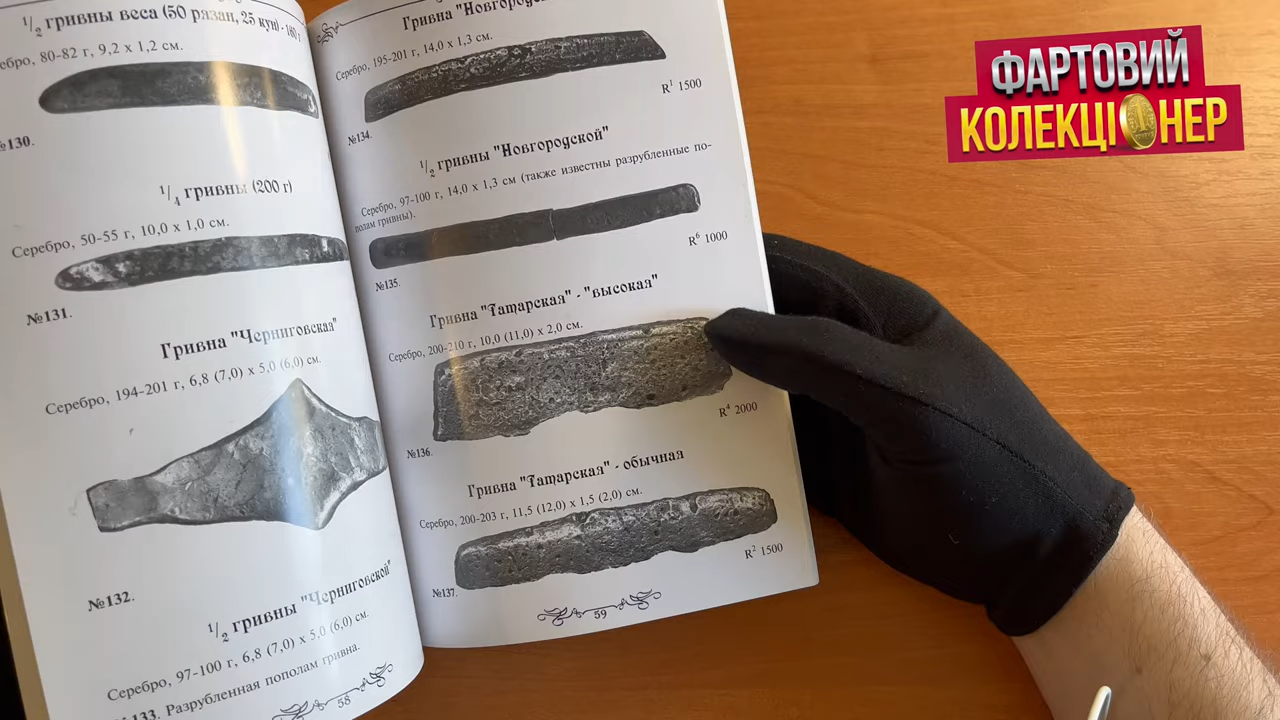 1/2 гривны веса (50 рязан, 25 кун) - 160 г
ебро, 80-82 г, 9,2 x 1,2 см.
№130.
1/4 гривны (200 г)
Серебро, 50-55 г, 10,0 x 1,0 см.
№131.
Гривна "Черниговская"
Серебро, 194-201 г, 6,8 (7,0) x 5,0 (6,0) см.
№132.
1/2 гривны "Черниговской"
Серебро, 97-100 г, 6,8 (7,0) x 5,0 (6,0) см.
133. Разрубленная пополам гривна.
58
Гривна "Новгородс
Серебро, 195-201 г, 14,0 x 1,3 см.
R1 1500
№134.
1/2 гривны "Новгородской"
Серебро, 97-100 г, 14,0 x 1,3 см (также известны разрубленные по-
полам гривны).
R6 1000
№135.
Гривна "Татарская" - "высокая"
Серебро, 200-210 г, 10,0 (11,0) x 2,0 см.
R4 2000
№136.
Гривна "Татарская" - обычная
Серебро, 200-203 г, 11,5 (12,0) x 1,5 (2,0) см.
R2 1500
№137.
59
ФАРТОВИЙ
КОЛЕКЦІОНЕР